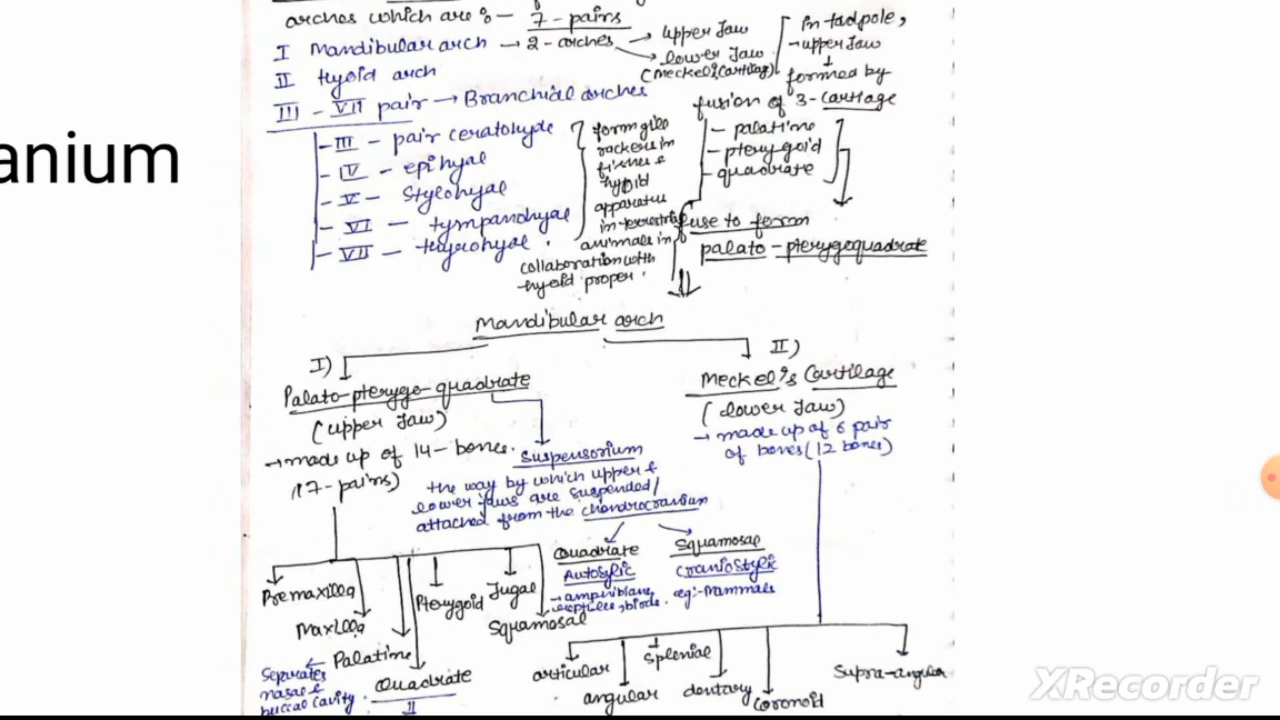 arches which are %- 7-pairs
I Mandibular arch → 2-arches → upper Jaw
→ lower Jaw
(Meckel's Cartilage)
in tadpole,
→ upper Jaw
formed by
fusion of 3-cartilage
- palatine
- pterygoid
- quadrate
fuse to form
palato-pterygoquadrate
II Hyoid arch
III - VII pair → Branchial arches
- III - pair ceratohyde
- IV - epihyal
- V - Stylohyal
- VI - tympanohyal
- VII - thyrohyal.
form gill
rackers in
fishes &
hyoid
apparatus
in terrestrial
animals in
collaboration with
hyoid proper.
anium
Mandibular arch
I)
Palato-pterygo-quadrate
(upper Jaw)
→ made up of 14-bones.
(7-pairs)
Suspensorium
the way by which upper &
lower jaws are suspended/
attached from the chondrocranium
Quadrate
Autostylic
→ amphibians,
reptiles, birds.
Squamosal
Craniostylic
eg:- Mammals
Premaxilla
Maxilla
Palatine
Separates
nasal &
buccal cavity.
Quadrate
II
Pterygoid
Jugal
Squamosal
II)
Meckel's Cartilage
(lower Jaw)
→ made up of 6 pair
of bones (12 bones)
articular
angular
Splenial
dentary
Coronoid
Supra-angular
XRecorder